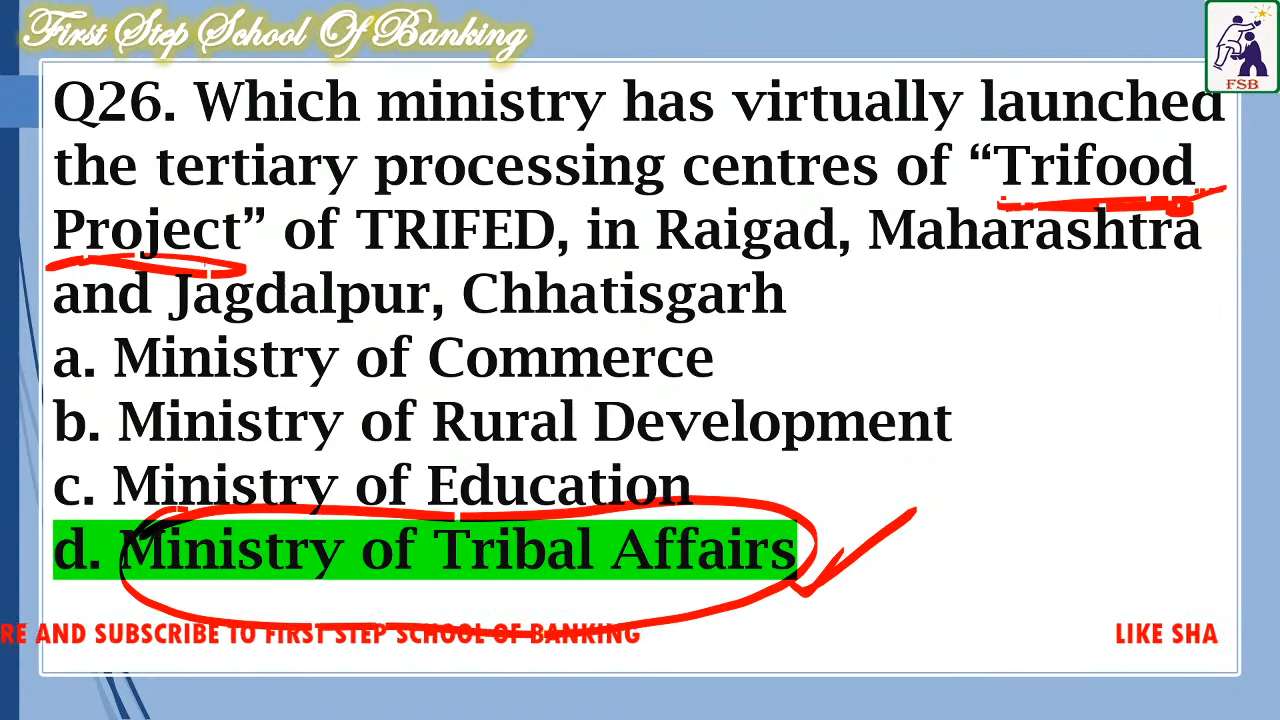 First Step School Of Banking
FSB
Q26. Which ministry has virtually launched
the tertiary processing centres of “Trifood
Project” of TRIFED, in Raigad, Maharashtra
and Jagdalpur, Chhatisgarh
a. Ministry of Commerce
b. Ministry of Rural Development
c. Ministry of Education
d. Ministry of Tribal Affairs
RE AND SUBSCRIBE TO FIRST STEP SCHOOL OF BANKING LIKE SHA